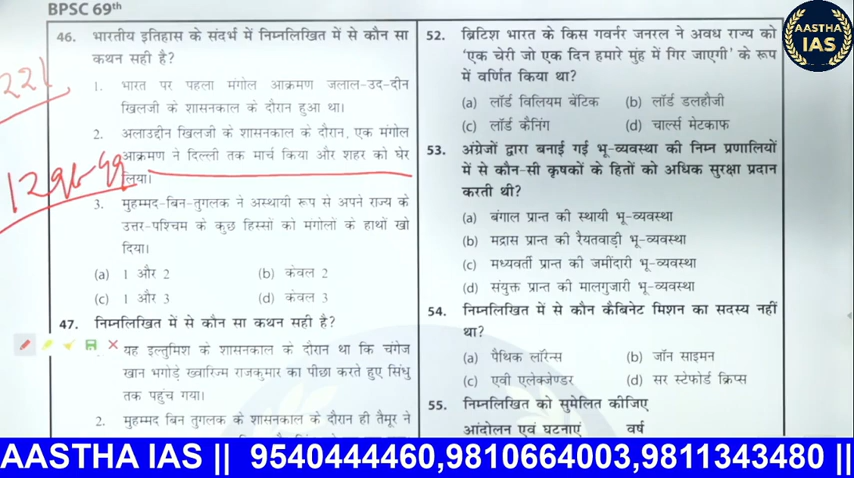 BPSC 69th
46. भारतीय इतिहास के संदर्भ में निम्नलिखित में से कौन सा
कथन सही है?
1. भारत पर पहला मंगोल आक्रमण जलाल-उद-दीन
खिलजी के शासनकाल के दौरान हुआ था।
2. अलाउद्दीन खिलजी के शासनकाल के दौरान, एक मंगोल
आक्रमण ने दिल्ली तक मार्च किया और शहर को घेर
लिया।
3. मुहम्मद-बिन-तुगलक ने अस्थायी रूप से अपने राज्य के
उत्तर-पश्चिम के कुछ हिस्सों को मंगोलों के हाथों खो
दिया।
(a) 1 और 2 (b) केवल 2
(c) 1 और 3 (d) केवल 3
47. निम्नलिखित में से कौन सा कथन सही है?
यह इल्तुमिश के शासनकाल के दौरान था कि चंगेज
खान भगोड़े ख्वारिज्म राजकुमार का पीछा करते हुए सिंधु
तक पहुंच गया।
2. मुहम्मद बिन तुगलक के शासनकाल के दौरान ही तैमूर ने
221
1296-99
52. ब्रिटिश भारत के किस गवर्नर जनरल ने अवध राज्य को
'एक चेरी जो एक दिन हमारे मुंह में गिर जाएगी' के रूप
में वर्णित किया था?
(a) लॉर्ड विलियम बेंटिक (b) लॉर्ड डलहौजी
(c) लॉर्ड कैनिंग (d) चार्ल्स मेटकाफ
53. अंग्रेजों द्वारा बनाई गई भू-व्यवस्था की निम्न प्रणालियों
में से कौन-सी कृषकों के हितों को अधिक सुरक्षा प्रदान
करती थी?
(a) बंगाल प्रान्त की स्थायी भू-व्यवस्था
(b) मद्रास प्रान्त की रैयतवाड़ी भू-व्यवस्था
(c) मध्यवर्ती प्रान्त की जमींदारी भू-व्यवस्था
(d) संयुक्त प्रान्त की मालगुजारी भू-व्यवस्था
54. निम्नलिखित में से कौन कैबिनेट मिशन का सदस्य नहीं
था?
(a) पैथिक लॉरेन्स (b) जॉन साइमन
(c) एवी एलेक्जेण्डर (d) सर स्टेफोर्ड क्रिप्स
55. निम्नलिखित को सुमेलित कीजिए
आंदोलन एवं घटनाएं वर्ष
AASTHA
IAS
AASTHA IAS || 9540444460,9810664003,9811343480 ||